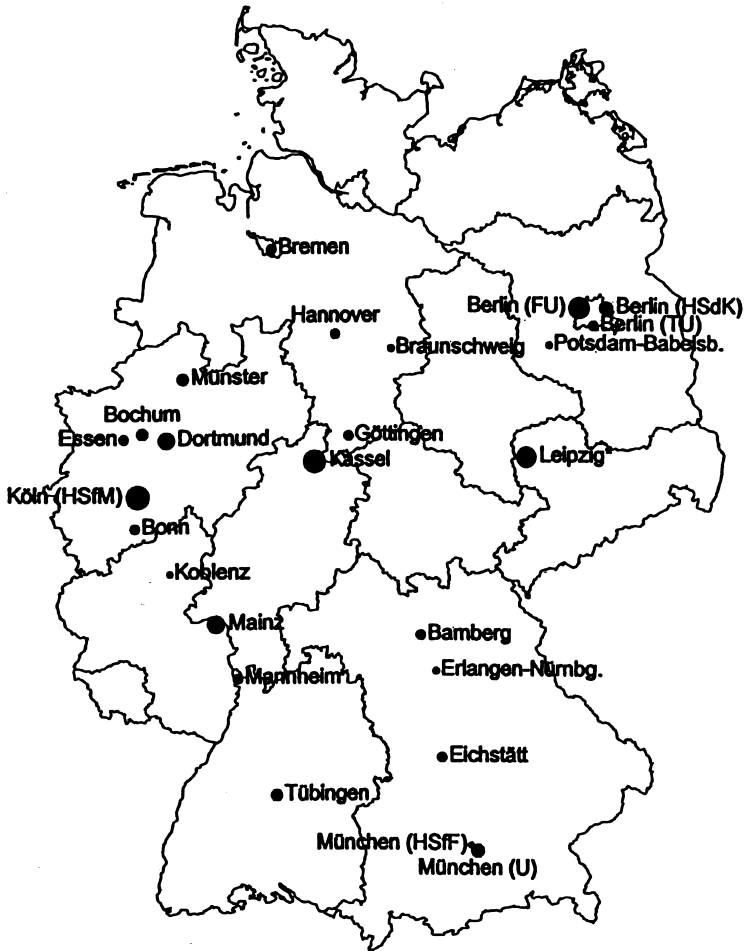 Bremen
Berlin (FU)
Berlin (HSdK)
Hannover
Berlin (TU)
Braunschweig
Potsdam-Babelsb.
Münster
Bochum
Essen
Dortmund
Göttingen
Kassel
Leipzig*
Köln (HSfM)
Bonn
Koblenz
Mainz
Bamberg
Erlangen-Nürnbg.
Mannheim
Eichstätt
Tübingen
München (HSfF)
München (U)